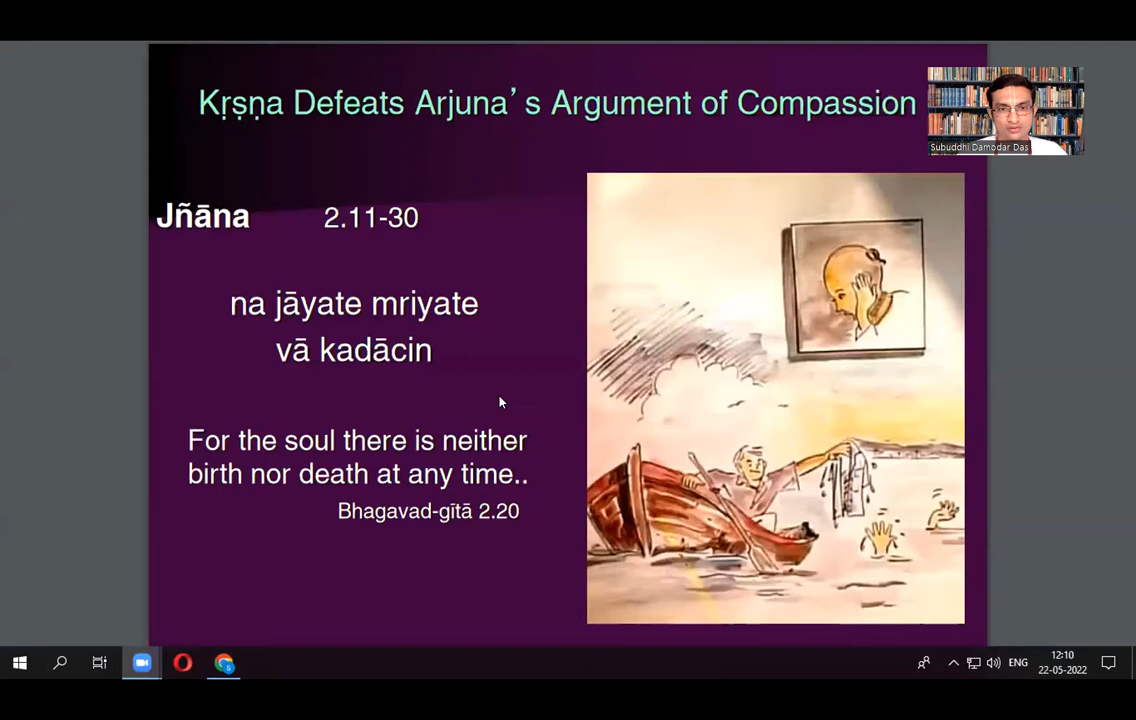 Kṛṣṇa Defeats Arjuna’s Argument of Compassion
Subuddhi Damodar Das
Jñāna 2.11-30
na jāyate mriyate
vā kadācin
For the soul there is neither
birth nor death at any time..
Bhagavad-gītā 2.20
S
ENG
12:10
22-05-2022